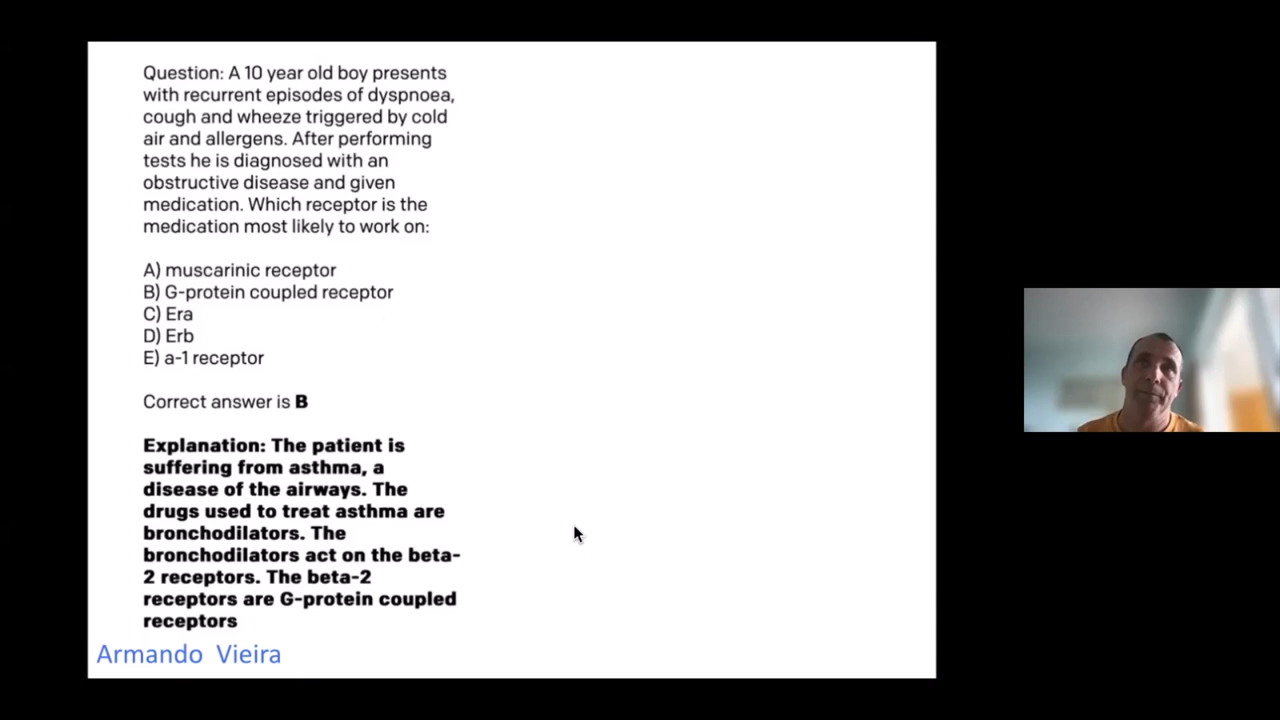 Question: A 10 year old boy presents
with recurrent episodes of dyspnoea,
cough and wheeze triggered by cold
air and allergens. After performing
tests he is diagnosed with an
obstructive disease and given
medication. Which receptor is the
medication most likely to work on:
A) muscarinic receptor
B) G-protein coupled receptor
C) Era
D) Erb
E) a-1 receptor
Correct answer is B
Explanation: The patient is
suffering from asthma, a
disease of the airways. The
drugs used to treat asthma are
bronchodilators. The
bronchodilators act on the beta-
2 receptors. The beta-2
receptors are G-protein coupled
receptors
Armando Vieira